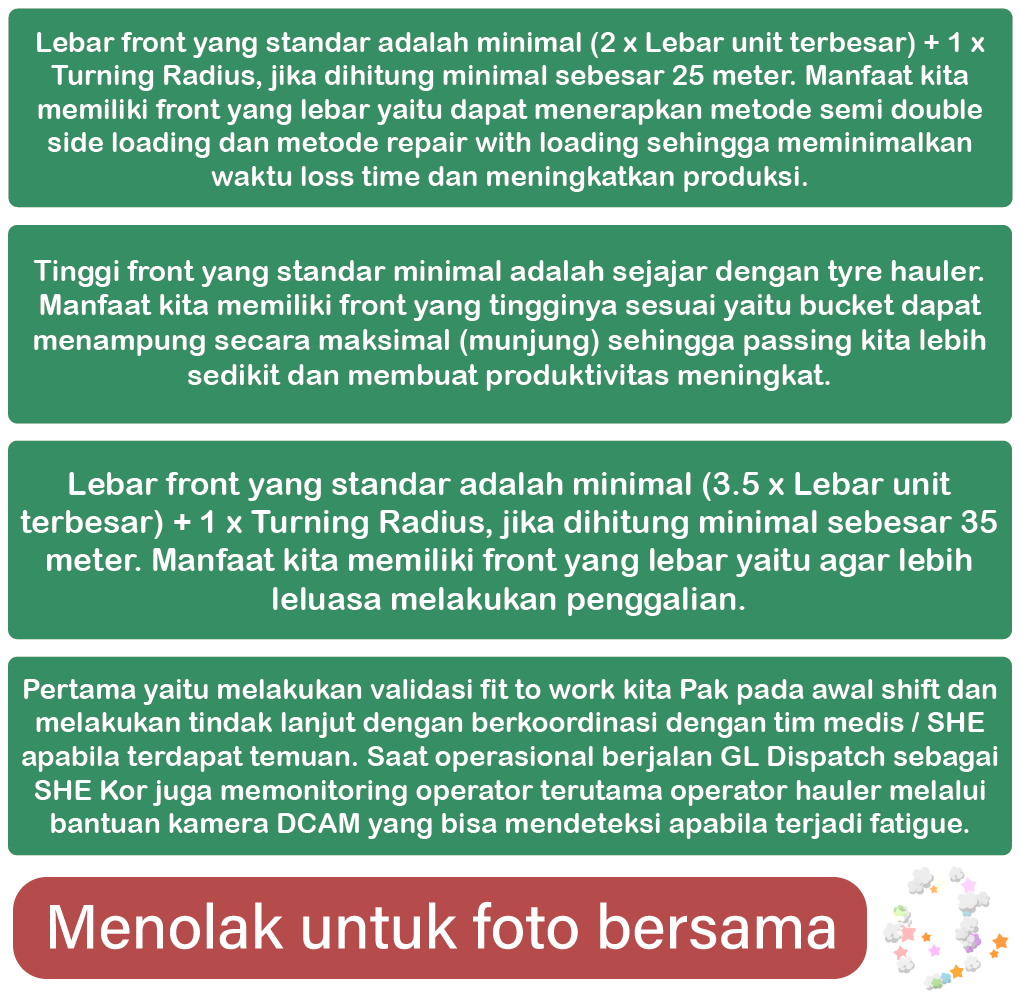 Lebar front yang standar adalah minimal (2 x Lebar unit terbesar) + 1 x
Turning Radius, jika dihitung minimal sebesar 25 meter. Manfaat kita
memiliki front yang lebar yaitu dapat menerapkan metode semi double
side loading dan metode repair with loading sehingga meminimalkan
waktu loss time dan meningkatkan produksi.
Tinggi front yang standar minimal adalah sejajar dengan tyre hauler.
Manfaat kita memiliki front yang tingginya sesuai yaitu bucket dapat
menampung secara maksimal (munjung) sehingga passing kita lebih
sedikit dan membuat produktivitas meningkat.
Lebar front yang standar adalah minimal (3.5 x Lebar unit
terbesar) + 1 x Turning Radius, jika dihitung minimal sebesar 35
meter. Manfaat kita memiliki front yang lebar yaitu agar lebih
leluasa melakukan penggalian.
Pertama yaitu melakukan validasi fit to work kita Pak pada awal shift dan
melakukan tindak lanjut dengan berkoordinasi dengan tim medis / SHE
apabila terdapat temuan. Saat operasional berjalan GL Dispatch sebagai
SHE Kor juga memonitoring operator terutama operator hauler melalui
bantuan kamera DCAM yang bisa mendeteksi apabila terjadi fatigue.
Menolak untuk foto bersama